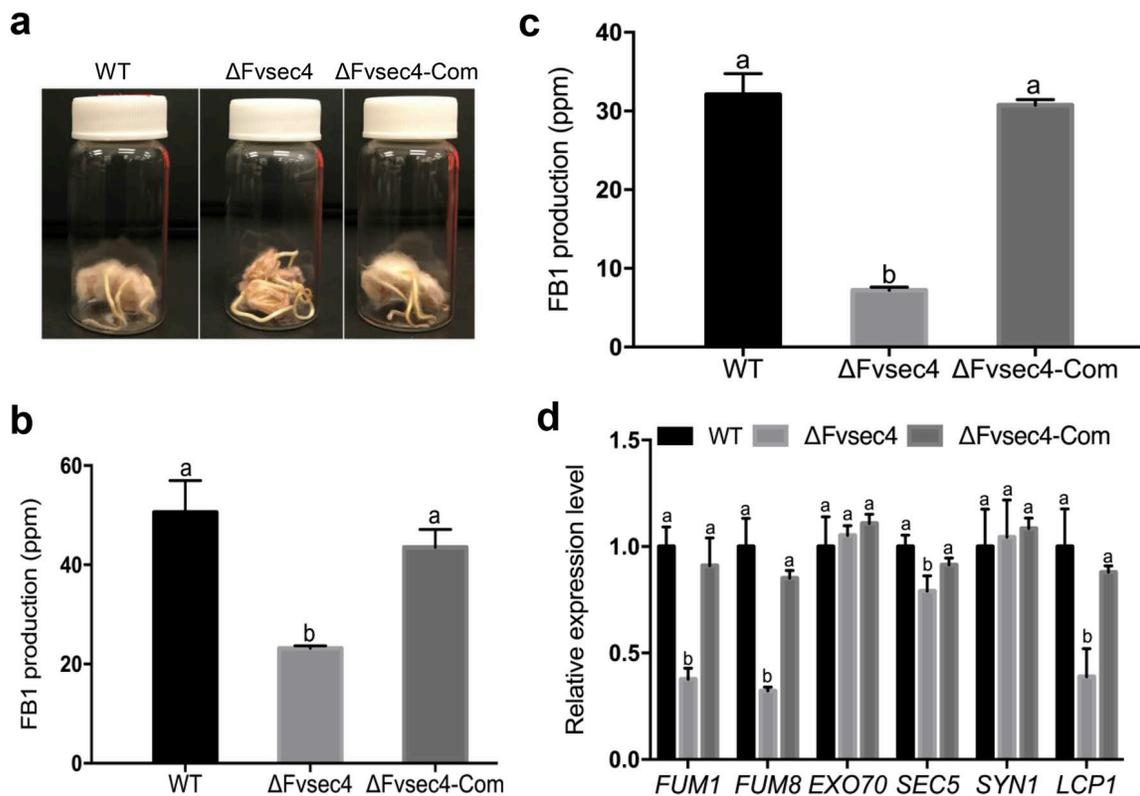 a
WT ΔFvsec4 ΔFvsec4-Com
b
FB1 production (ppm)
60
40
20
0
a
b
a
WT ΔFvsec4 ΔFvsec4-Com
c
FB1 production (ppm)
40
30
20
10
0
a
b
a
WT ΔFvsec4 ΔFvsec4-Com
d
WT ΔFvsec4 ΔFvsec4-Com
Relative expression level
1.5
1.0
0.5
0.0
a b a a b a a a a a b a a a a a b a
FUM1 FUM8 EXO70 SEC5 SYN1 LCP1